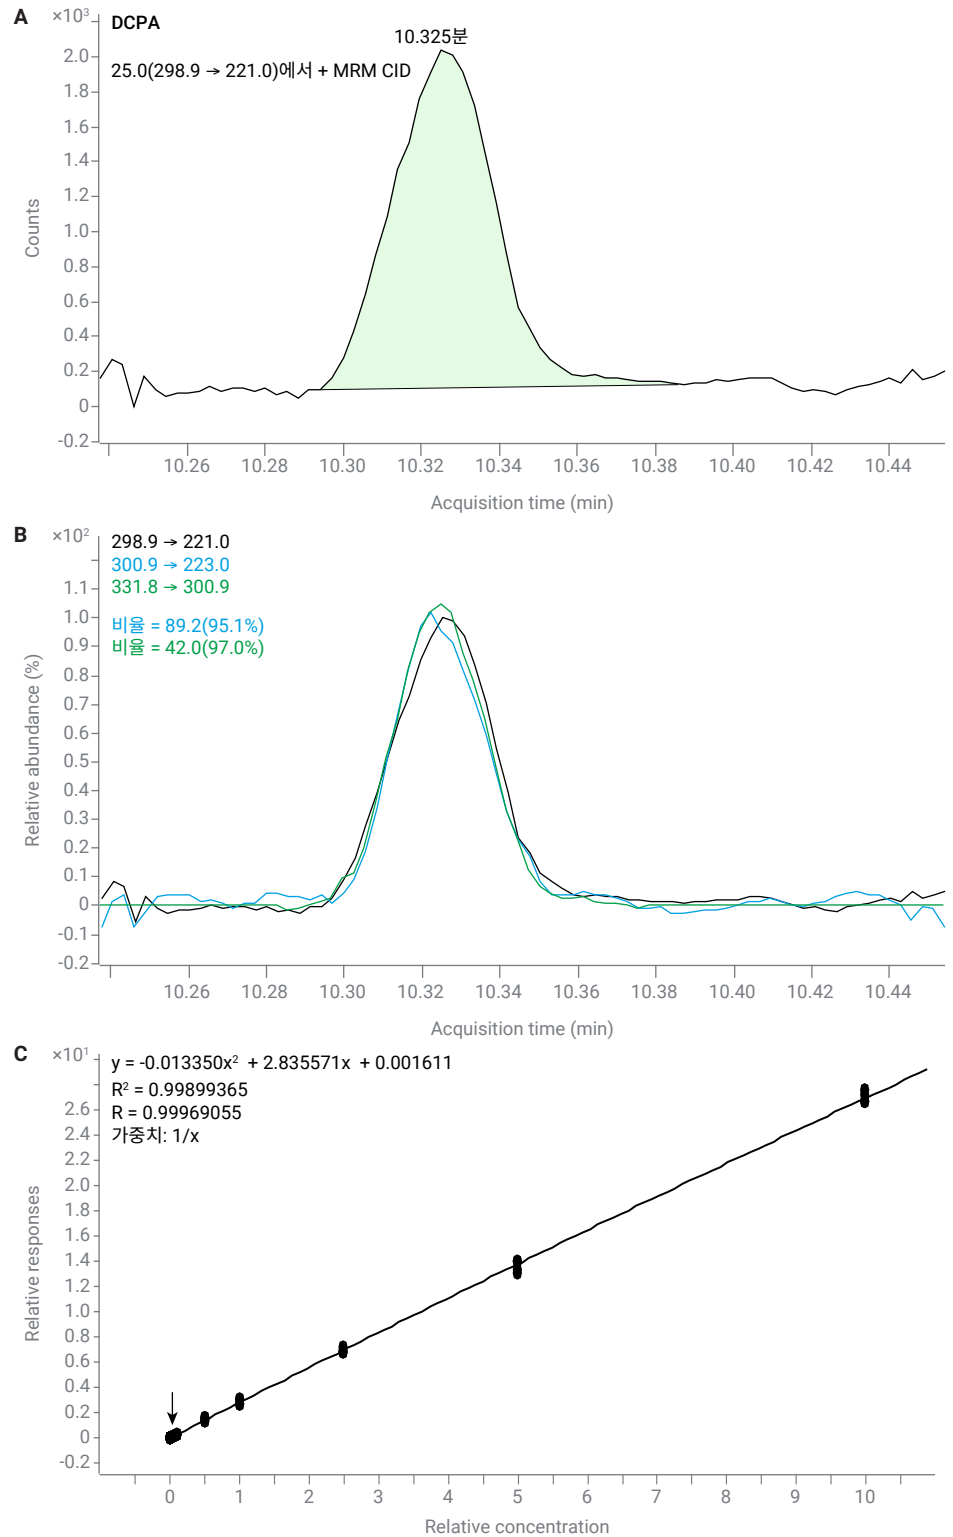 A
×10³
DCPA
10.325분
25.0(298.9 → 221.0)에서 + MRM CID
2.0
1.8
1.6
1.4
1.2
1.0
0.8
0.6
0.4
0.2
0
-0.2
Counts
10.26 10.28 10.30 10.32 10.34 10.36 10.38 10.40 10.42 10.44
Acquisition time (min)
B
×10²
298.9 → 221.0
300.9 → 223.0
331.8 → 300.9
비율 = 89.2(95.1%)
비율 = 42.0(97.0%)
1.1
1.0
0.9
0.8
0.7
0.6
0.5
0.4
0.3
0.2
0.1
0
-0.1
-0.2
Relative abundance (%)
10.26 10.28 10.30 10.32 10.34 10.36 10.38 10.40 10.42 10.44
Acquisition time (min)
C
×10¹
y = -0.013350x² + 2.835571x + 0.001611
R² = 0.99899365
R = 0.99969055
가중치: 1/x
2.6
2.4
2.2
2.0
1.8
1.6
1.4
1.2
1.0
0.8
0.6
0.4
0.2
0
-0.2
Relative responses
0 1 2 3 4 5 6 7 8 9 10
Relative concentration